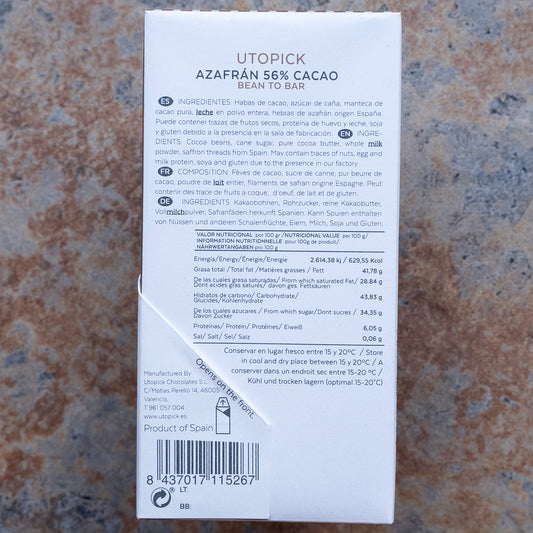 UTOPICK
AZAFRÁN 56% CACAO
BEAN TO BAR
ES INGREDIENTES: Habas de cacao, azúcar de caña, manteca
de cacao pura, leche en polvo entera, hebras de azafrán origen España.
Puede contener trazas de frutos secos, proteína de huevo y leche, soja
y gluten debido a la presencia en la sala de fabricación. EN INGRE-
DIENTS: Cocoa beans, cane sugar, pure cocoa butter, whole milk
powder, saffron threads from Spain. May contain traces of nuts, egg and
milk protein, soya and gluten due to the presence in our factory.
FR COMPOSITION: Fèves de cacao, sucre de canne, pur beurre de
cacao, poudre de lait entier, filaments de safran origine Espagne. Peut
contenir des trace de fruits a coque, d'oeuf, de lait et de gluten
DE INGREDIENTS: Kakaobohnen, Rohrzucker, reine Kakaobutter,
Vollmilchpulver, Safranfäden herkunft Spanien. Kann Spuren enthalten
von Nüssen und anderen Schalenfrüchte, Eiern, Milch, Soja und Gluten.
VALOR NUTRICIONAL por 100 gr/NUTRICIONAL VALUE per 100 g/
INFORMATION NUTRITIONNELLE pour 100g de produit/
NÄHRWERTANGABEN pro 100 g
Energía/Energy/Énergie/Energie 2.614,38 kj / 629,55 Kcol
Grasa total/Total fat/Matières grasses / Fett 41,78 g
De las cuales grasa saturadas/ From which saturated Fat/ 28.84 g
Dont acides gras saturés/ davon ges. Fettsäuren
Hidratos de carbono/ Carbohydrate/ 43,83 g
Glucides/Kohlenhydrate
De los cuales azucares / From which sugar/Dont sucres / 34,35 g
Davon Zucker
Proteínas/ Protein/ Protéines/ Eiweiß 6,05 g
Sal/ Salt/Sel/ Salz 0,06 g
Conservar en lugar fresco entre 15 y 20ºC / Store
in cool and dry place between 15 y 20ºC / A
conserver dans un endroit sec entre 15-20 ºC /
Kühl und trocken lagern (optimal 15-20°C)
Opens on the front.
Manufactured By
Utopick Chocolates S.L.
C/Matías Perelló 14, 46005
Valencia,
T 961 057 004
www.utopick.es
Product of Spain
8 437017 115267
LT:
BB: